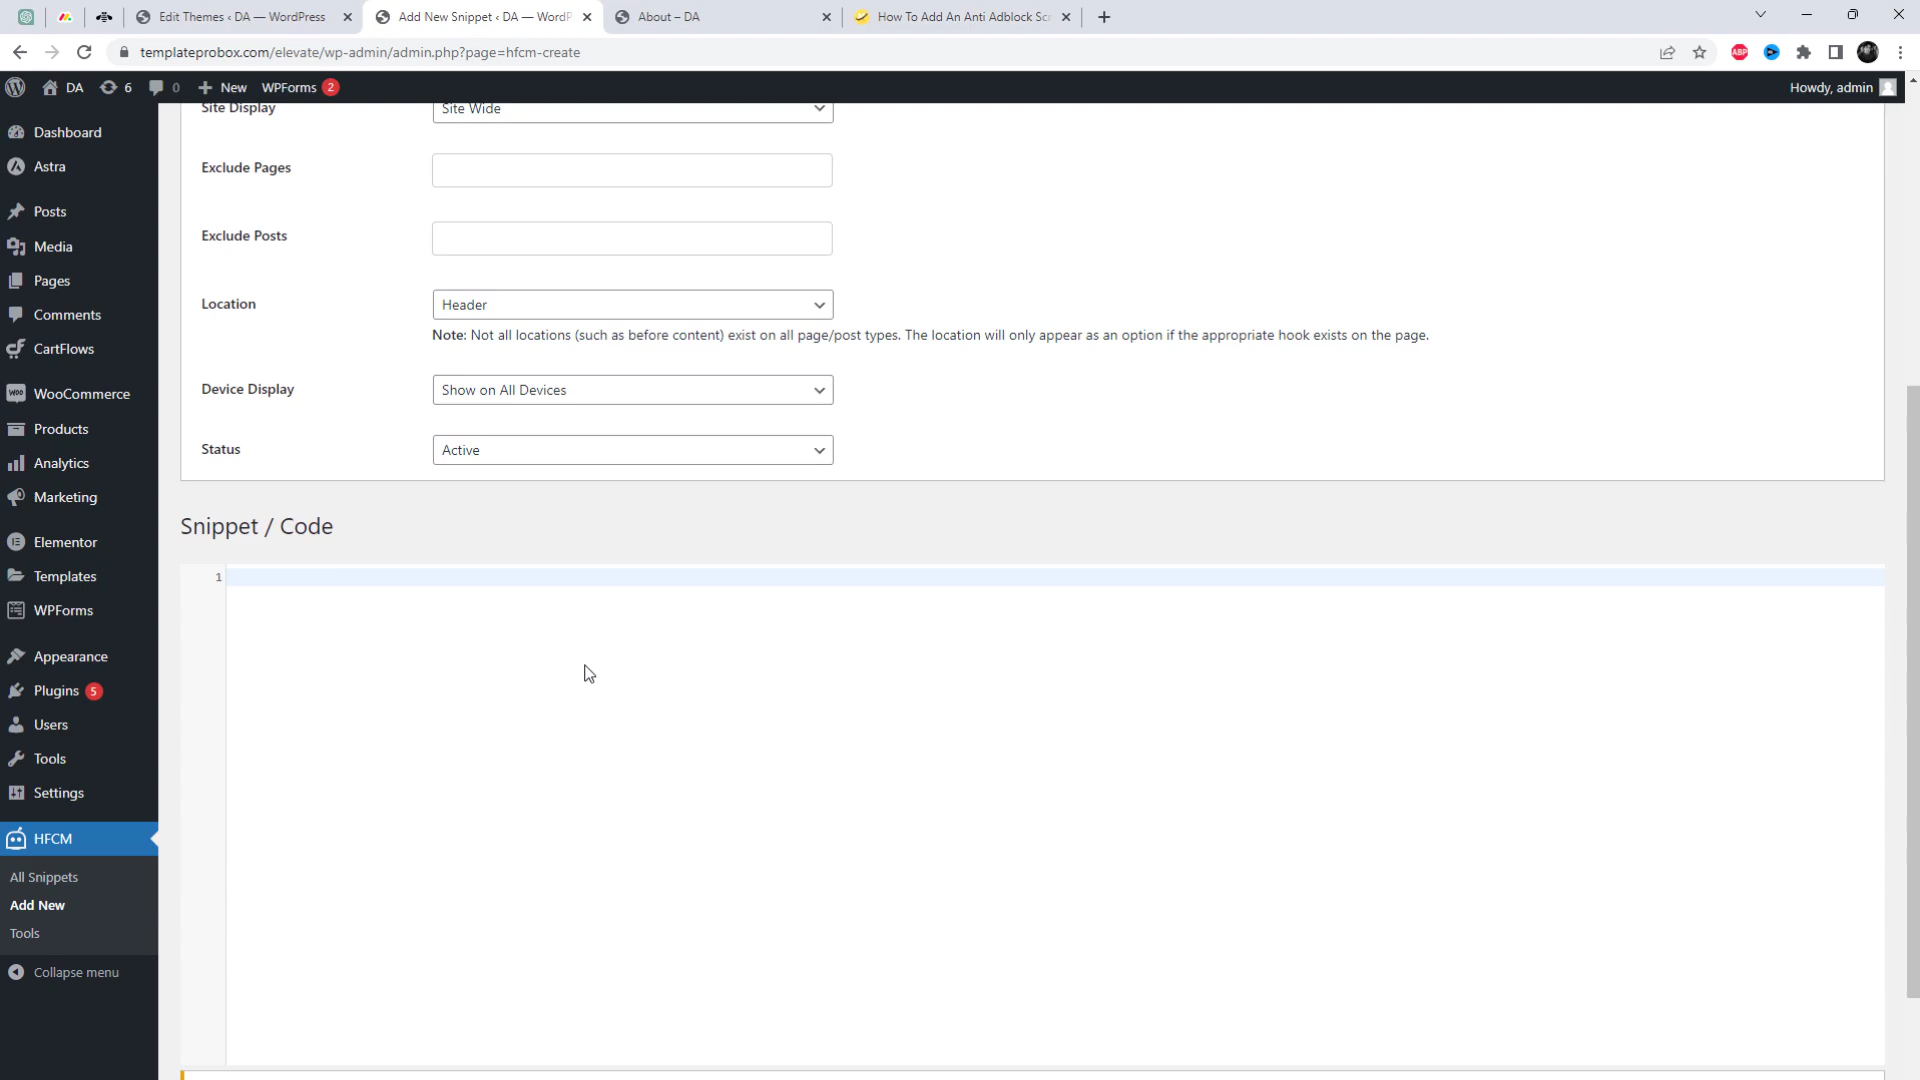 Edit Themes ‹ DA — WordPress
Add New Snippet ‹ DA — WordP
About – DA
How To Add An Anti Adblock Scr
templateprobox.com/elevate/wp-admin/admin.php?page=hfcm-create
ABP
DA
6
0
New
WPForms 2
Howdy, admin
Dashboard
Astra
Posts
Media
Pages
Comments
CartFlows
WooCommerce
Products
Analytics
Marketing
Elementor
Templates
WPForms
Appearance
Plugins 5
Users
Tools
Settings
HFCM
All Snippets
Add New
Tools
Collapse menu
Site Display
Site Wide
Exclude Pages
Exclude Posts
Location
Header
Note: Not all locations (such as before content) exist on all page/post types. The location will only appear as an option if the appropriate hook exists on the page.
Device Display
Show on All Devices
Status
Active
Snippet / Code
1